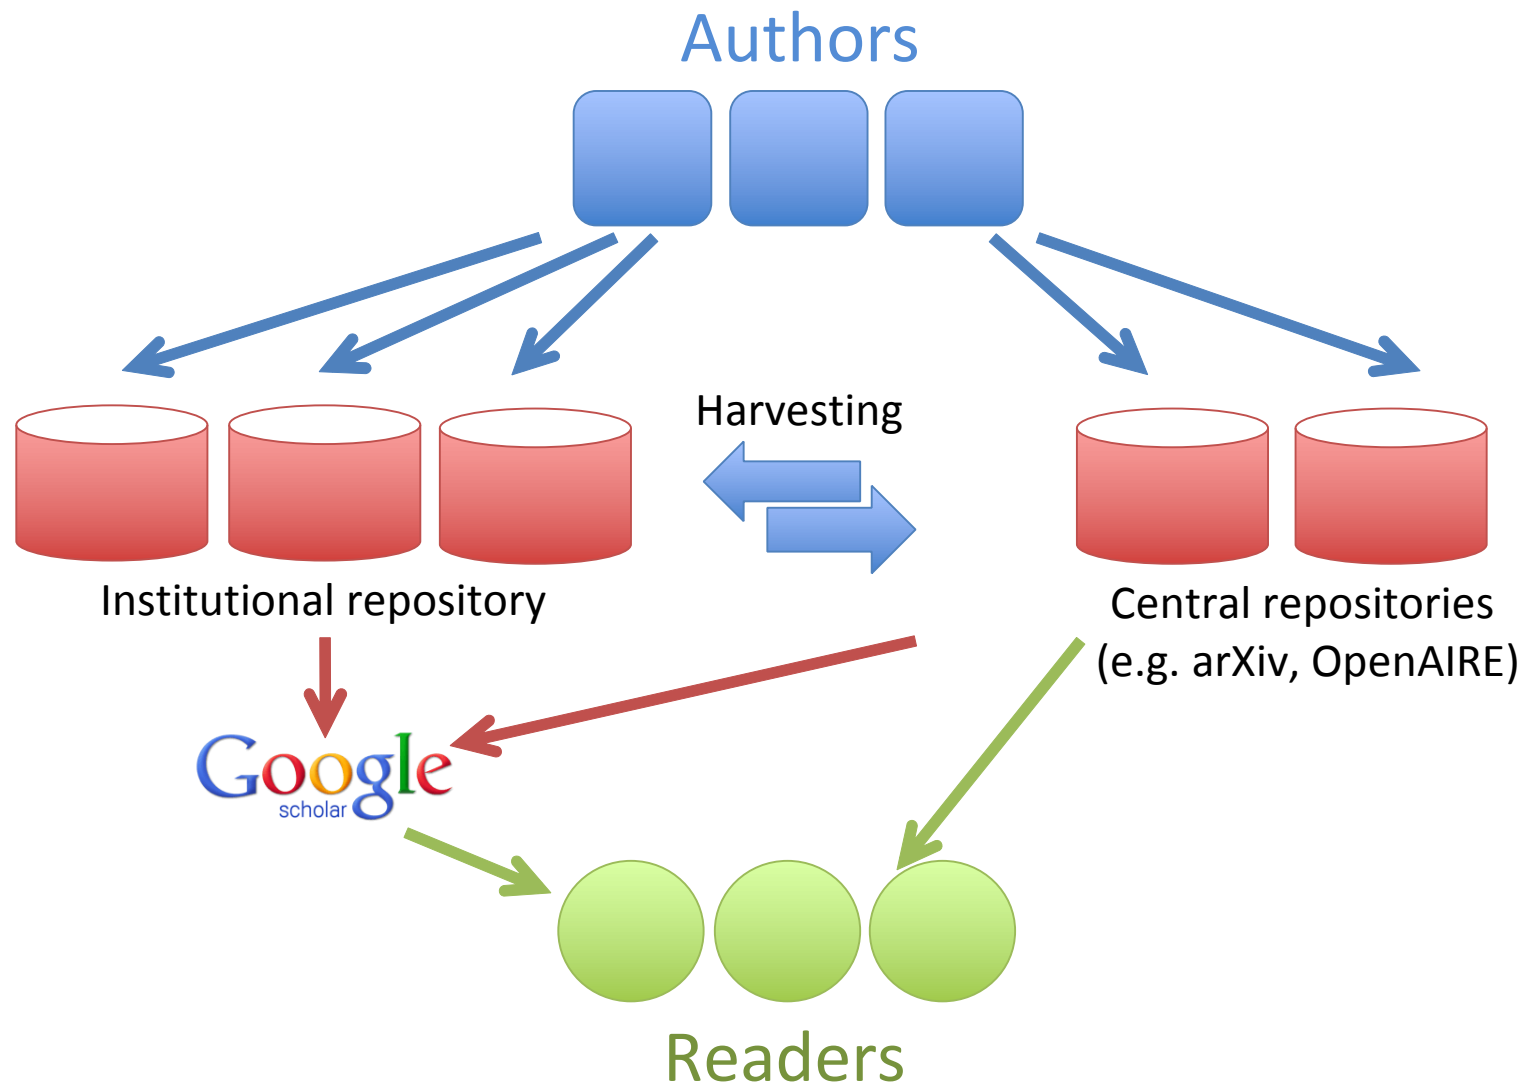 Authors
Harvesting
Institutional repository
Central repositories
(e.g. arXiv, OpenAIRE)
Google
scholar
Readers